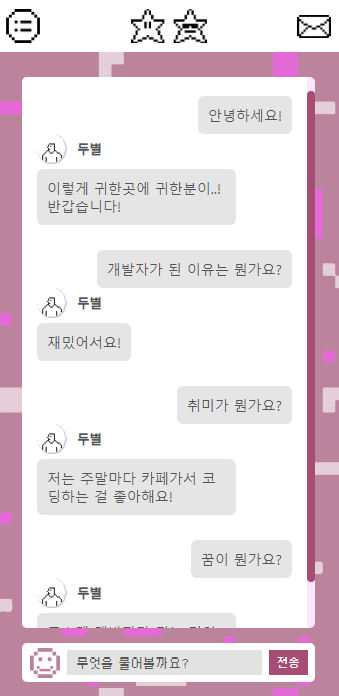 안녕하세요!
두별
이렇게 귀한곳에 귀한분이..!
반갑습니다!
개발자가 된 이유는 뭔가요?
두별
재밌어서요!
취미가 뭔가요?
두별
저는 주말마다 카페가서 코
딩하는 걸 좋아해요!
꿈이 뭔가요?
두별
무엇을 물어볼까요?
전송